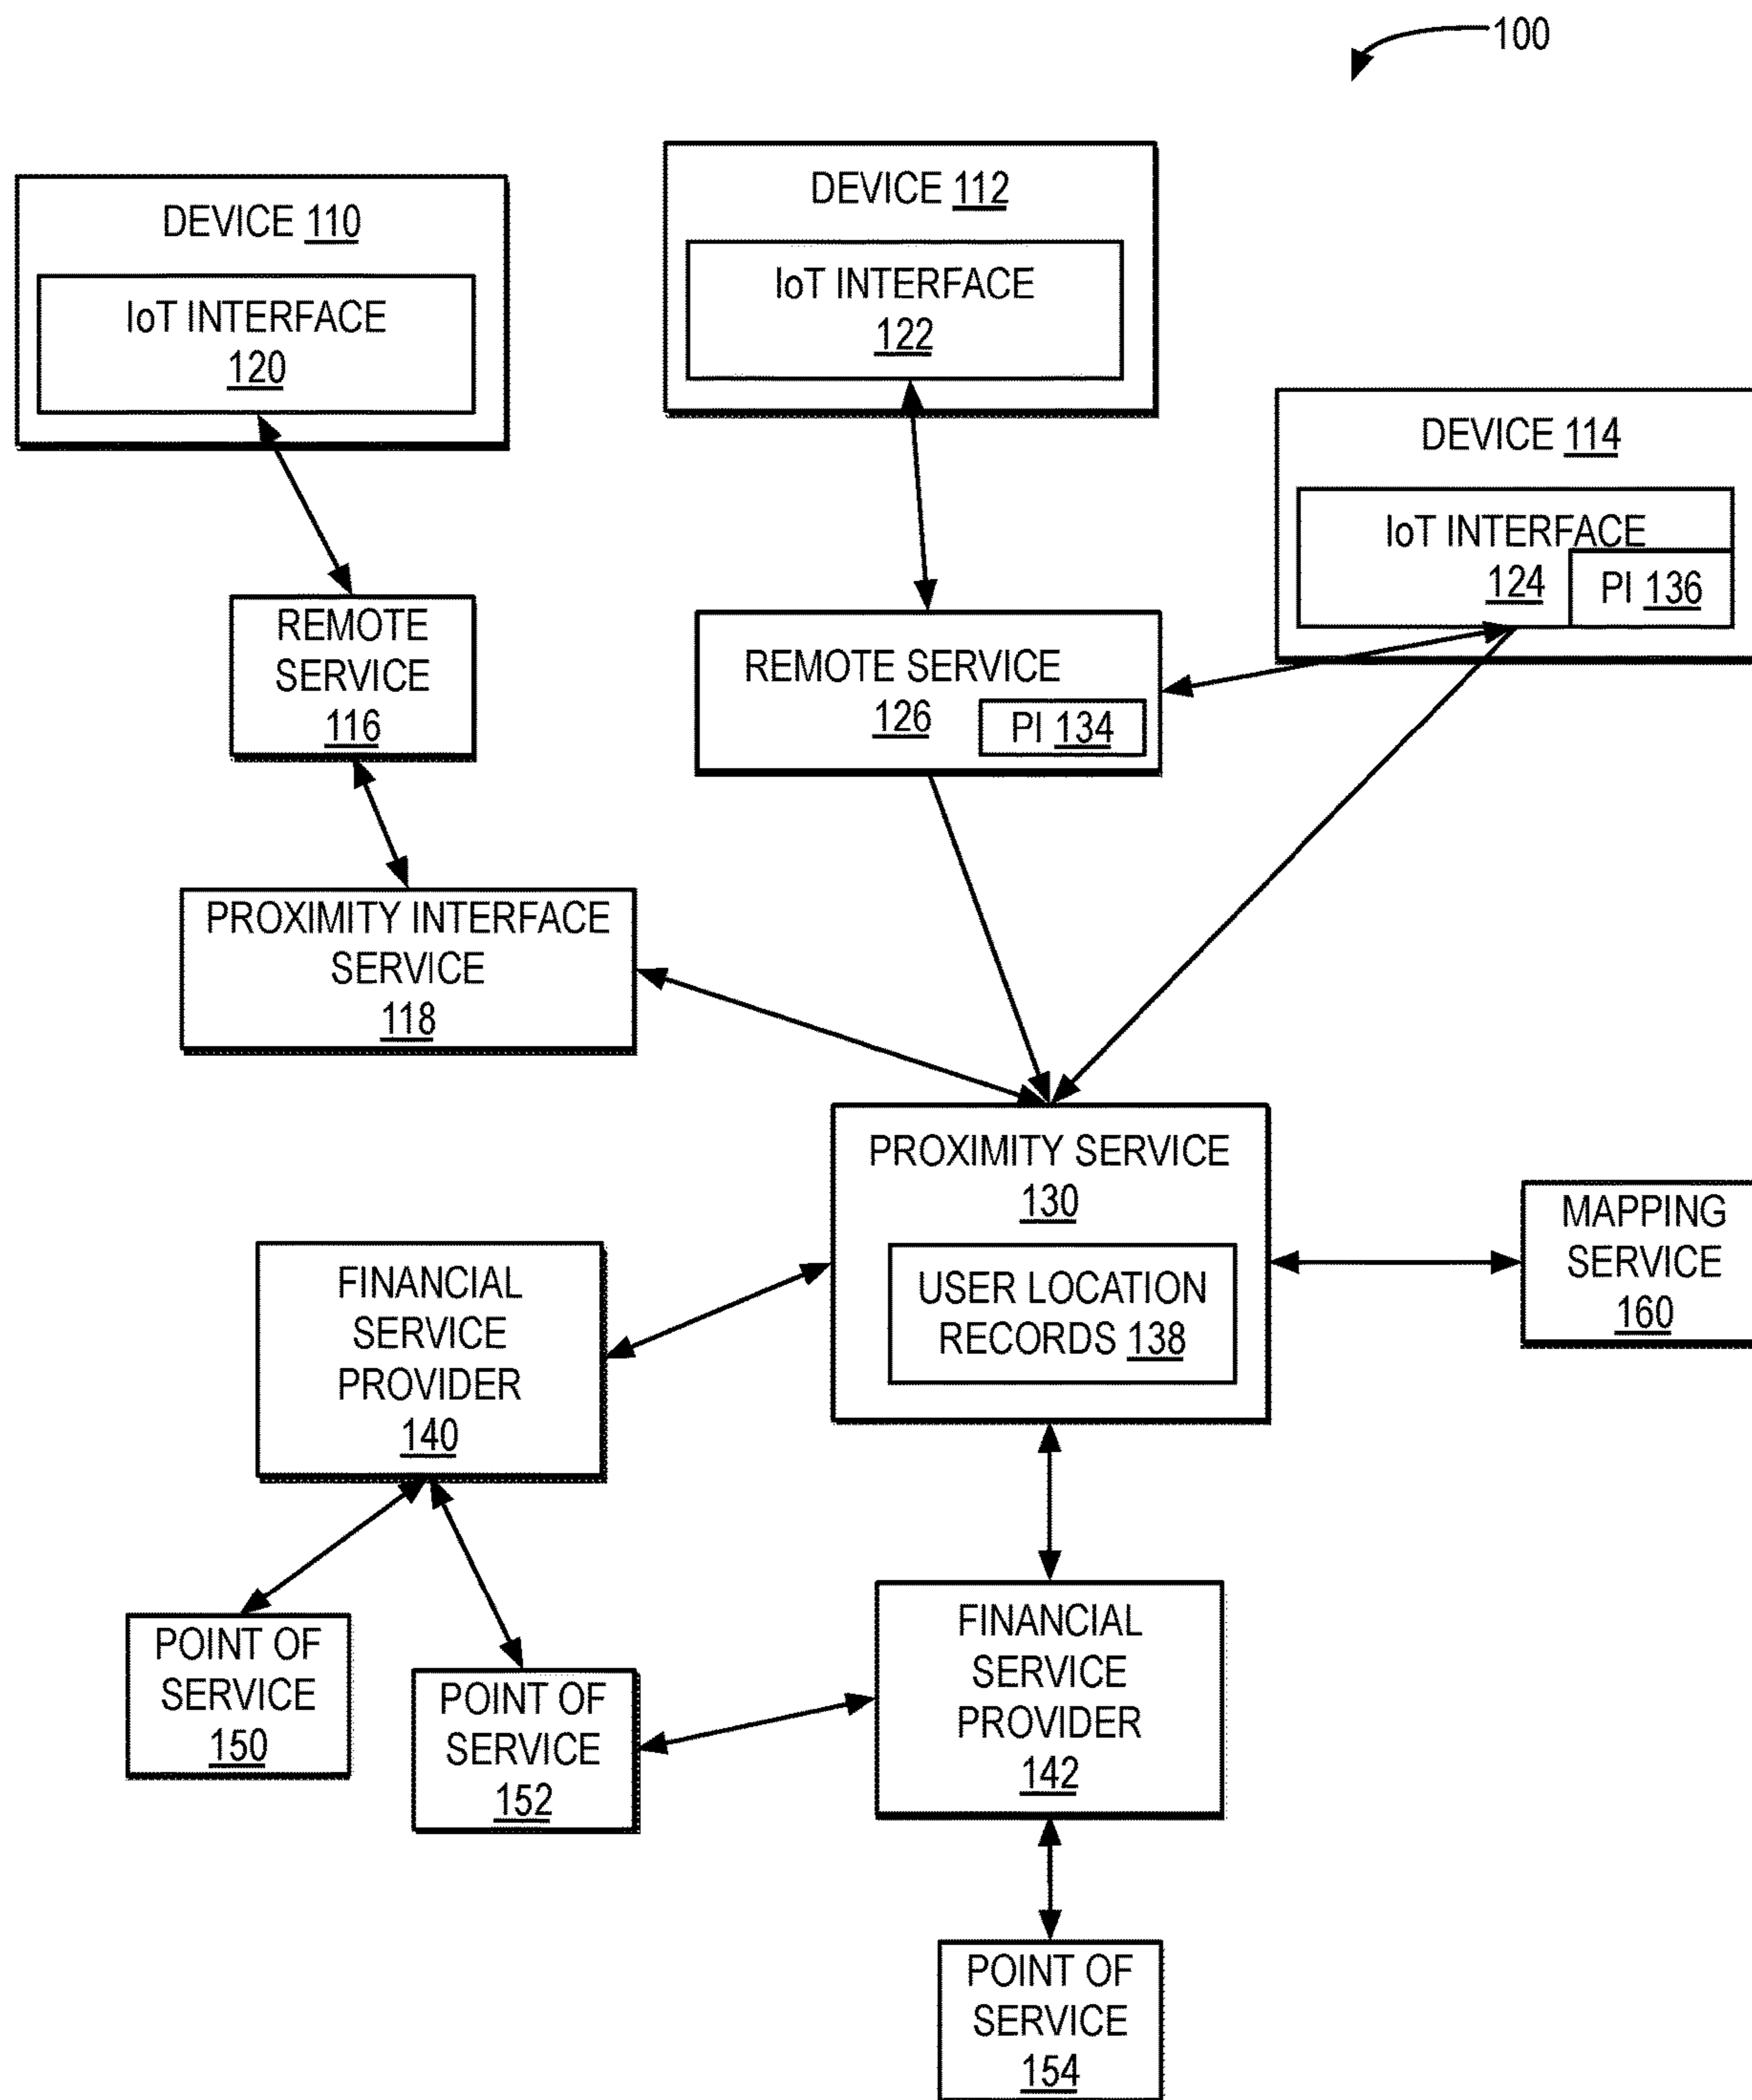 100
DEVICE 110
IoT INTERFACE
120
DEVICE 112
IoT INTERFACE
122
DEVICE 114
IoT INTERFACE
124
PI 136
REMOTE
SERVICE
116
REMOTE SERVICE
126
PI 134
PROXIMITY INTERFACE
SERVICE
118
PROXIMITY SERVICE
130
USER LOCATION
RECORDS 138
MAPPING
SERVICE
160
FINANCIAL
SERVICE
PROVIDER
140
POINT OF
SERVICE
150
POINT OF
SERVICE
152
FINANCIAL
SERVICE
PROVIDER
142
POINT OF
SERVICE
154